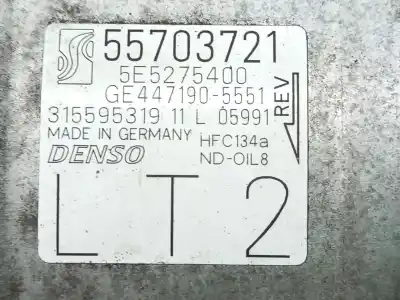 55703721
5E5275400
GE447190-5551
315595319 11 L 05991
MADE IN GERMANY HFC134a
DENSO ND-OIL8
REV
LT2